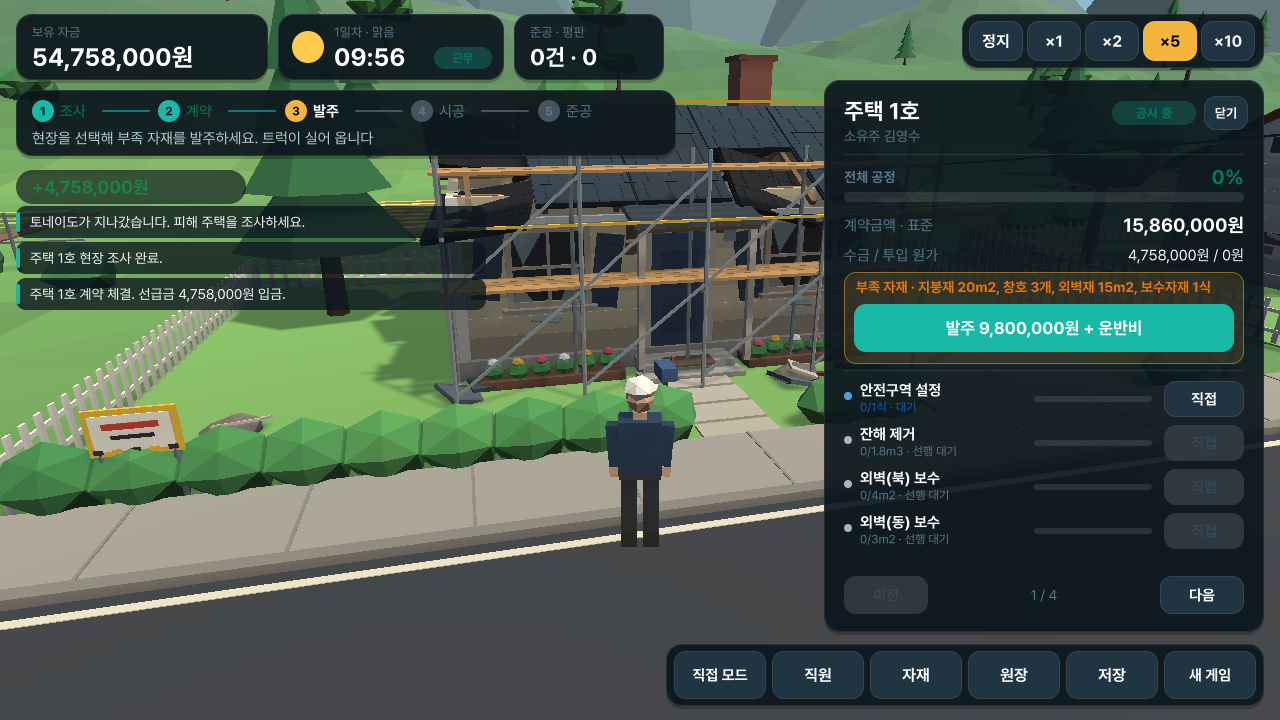 보유 자금
54,758,000원
1일차 · 맑음
09:56
근무
준공 · 평판
0건 · 0
정지
×1
×2
×5
×10
1 조사
2 계약
3 발주
4 시공
5 준공
현장을 선택해 부족 자재를 발주하세요. 트럭이 실어 옵니다
+4,758,000원
토네이도가 지나갔습니다. 피해 주택을 조사하세요.
주택 1호 현장 조사 완료.
주택 1호 계약 체결. 선급금 4,758,000원 입금.
주택 1호
공사 중
닫기
소유주 김영수
전체 공정
0%
계약금액 · 표준
15,860,000원
수금 / 투입 원가
4,758,000원 / 0원
부족 자재 · 지붕재 20m2, 창호 3개, 외벽재 15m2, 보수자재 1식
발주 9,800,000원 + 운반비
안전구역 설정
0/1식 · 대기
직접
잔해 제거
0/1.8m3 · 선행 대기
직접
외벽(북) 보수
0/4m2 · 선행 대기
직접
외벽(동) 보수
0/3m2 · 선행 대기
직접
이전
1 / 4
다음
직접 모드
직원
자재
원장
저장
새 게임